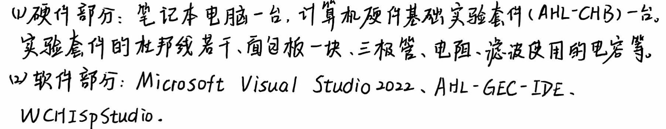 (1)硬件部分：笔记本电脑一台，计算机硬件基础实验套件(AHL-CHB)一台。
实验套件的杜邦线若干、面包板一块、三极管、电阻、滤波使用的电容等。
(2)软件部分：Microsoft Visual Studio 2022、AHL-GEC-IDE、
WCHIspStudio.